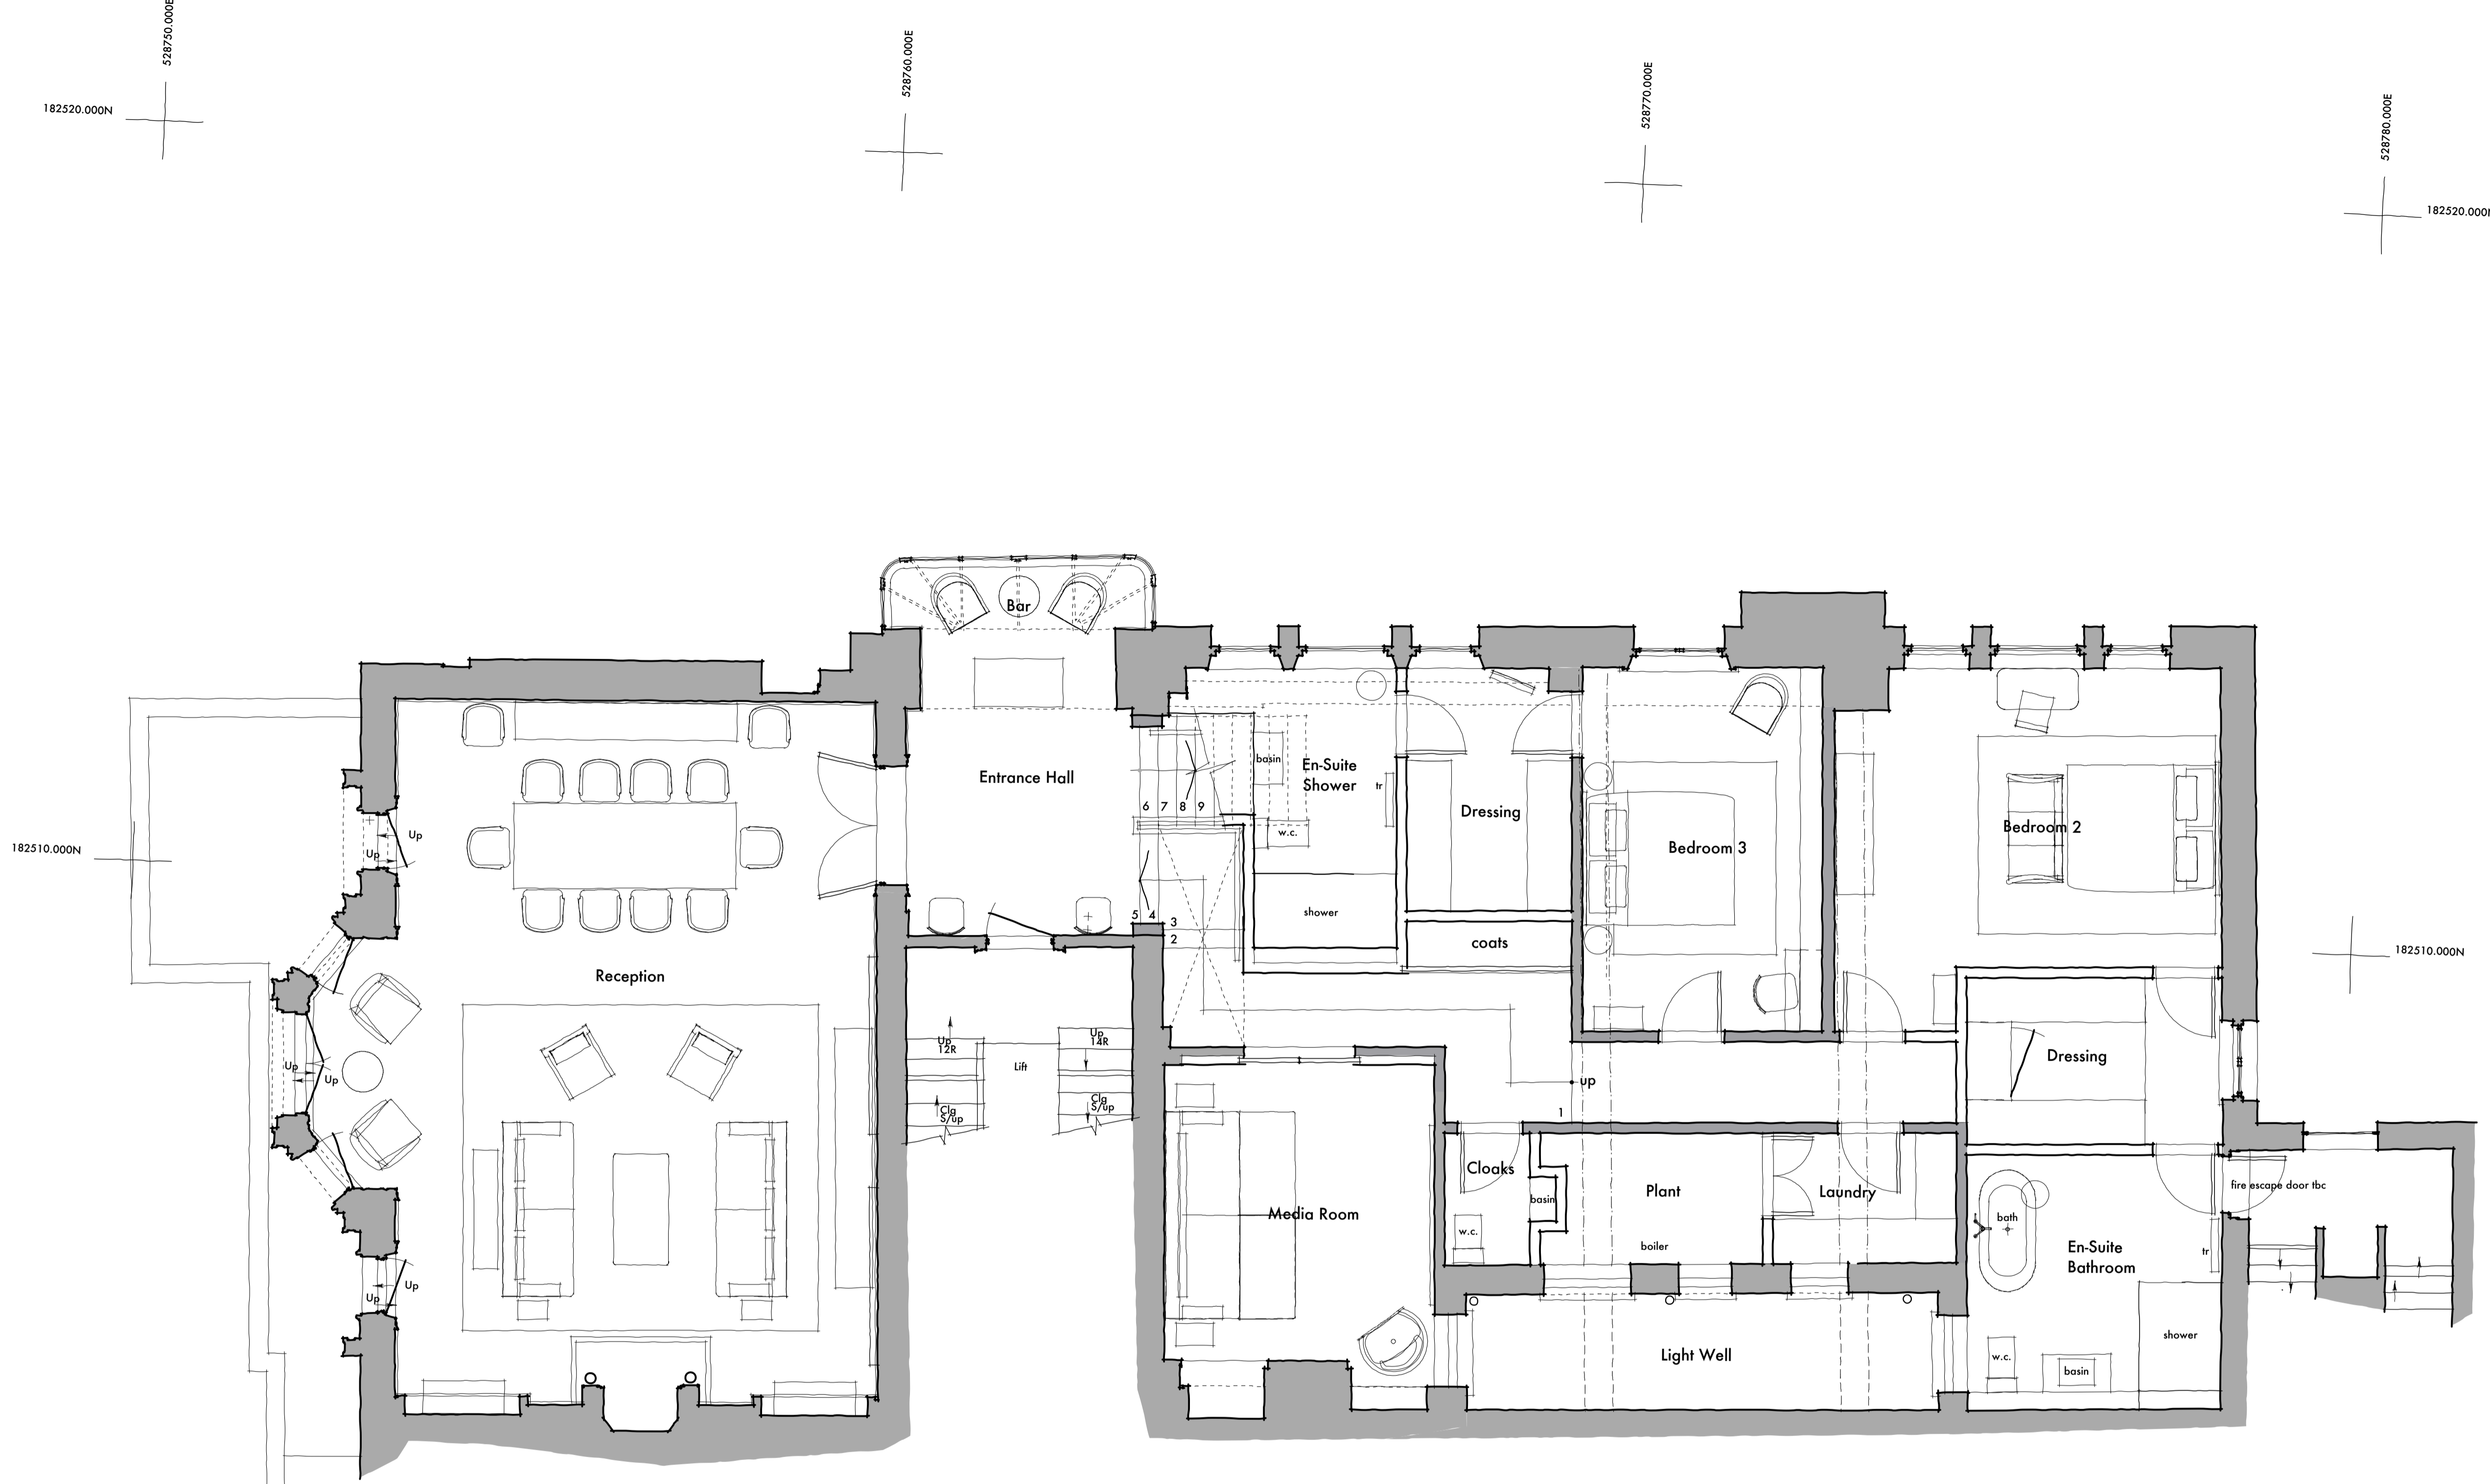 528750.000E
528760.000E
528770.000E
528780.000E
182520.000N
182520.000N
Bar
Entrance Hall
basin
En-Suite
Shower
tr
6 7 8 9
w.c.
Dressing
Bedroom 3
Bedroom 2
Up
Up
182510.000N
shower
5 4 3
2
coats
182510.000N
Reception
Up
12R
Up
14R
Lift
Clg
S/up
Clg
S/up
Up
Up
up
1
Dressing
Cloaks
basin
w.c.
Plant
boiler
Laundry
fire escape door tbc
bath
Media Room
En-Suite
Bathroom
tr
Up
Up
Light Well
shower
w.c.
basin